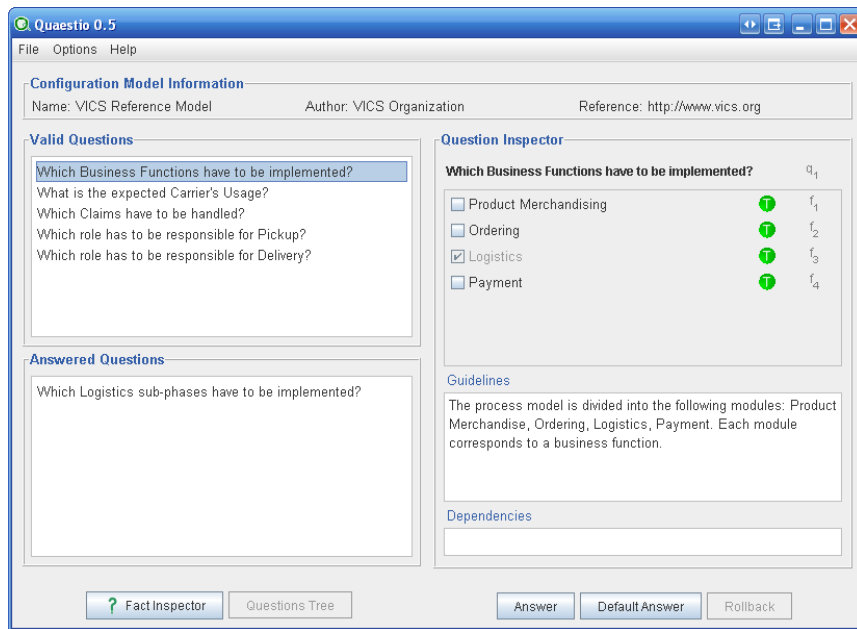 Quaestio 0.5
File Options Help
Configuration Model Information
Name: VICS Reference Model Author: VICS Organization Reference: http://www.vics.org
Valid Questions
Which Business Functions have to be implemented?
What is the expected Carrier's Usage?
Which Claims have to be handled?
Which role has to be responsible for Pickup?
Which role has to be responsible for Delivery?
Answered Questions
Which Logistics sub-phases have to be implemented?
Question Inspector
Which Business Functions have to be implemented? q1
Product Merchandising T f1
Ordering T f2
Logistics T f3
Payment T f4
Guidelines
The process model is divided into the following modules: Product
Merchandise, Ordering, Logistics, Payment. Each module
corresponds to a business function.
Dependencies
? Fact Inspector Questions Tree Answer Default Answer Rollback